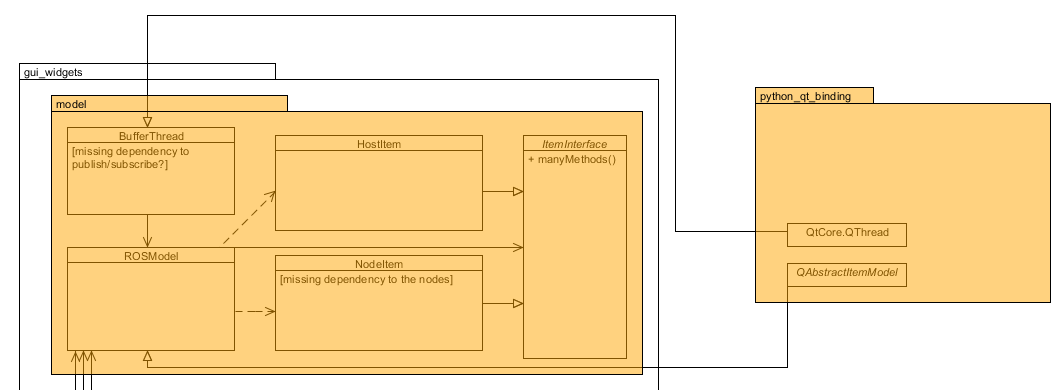 gui_widgets
model
python_qt_binding
BufferThread
[missing dependency to
publish/subscribe?]
HostItem
ItemInterface
+ manyMethods()
ROSModel
NodeItem
[missing dependency to the nodes]
QtCore.QThread
QAbstractItemModel